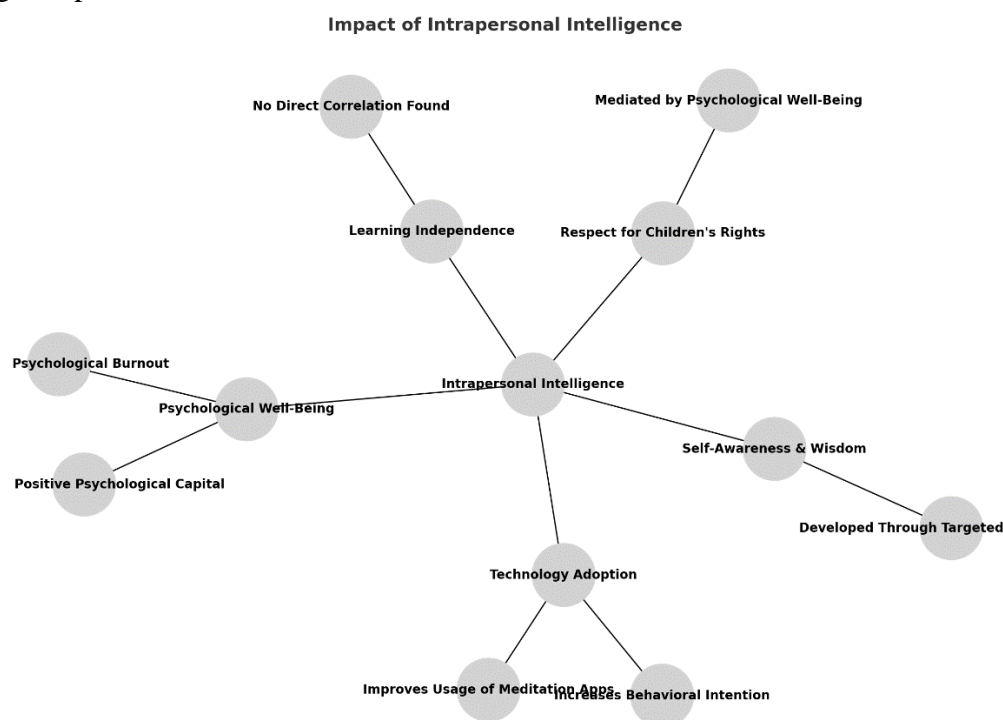 Impact of Intrapersonal Intelligence
No Direct Correlation Found
Mediated by Psychological Well-Being
Learning Independence
Respect for Children's Rights
Psychological Burnout
Intrapersonal Intelligence
Psychological Well-Being
Self-Awareness & Wisdom
Positive Psychological Capital
Developed Through Targeted
Technology Adoption
Improves Usage of Meditation Apps
Increases Behavioral Intention